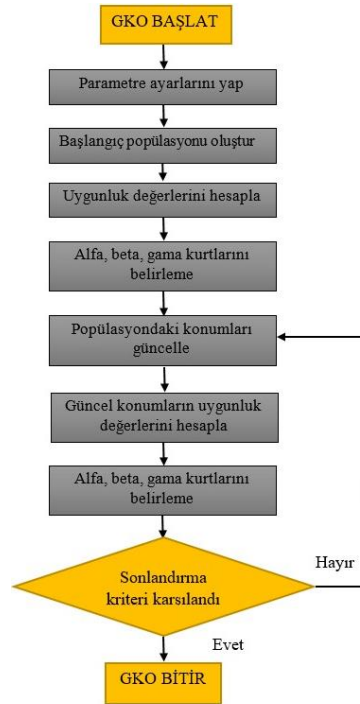 GKO BAŞLAT
Parametre ayarlarını yap
Başlangıç popülasyonu oluştur
Uygunluk değerlerini hesapla
Alfa, beta, gama kurtlarını
belirleme
Popülasyondaki konumları
güncelle
Güncel konumların uygunluk
değerlerini hesapla
Alfa, beta, gama kurtlarını
belirleme
Sonlandırma
kriteri karsılandı
Hayır
Evet
GKO BİTİR